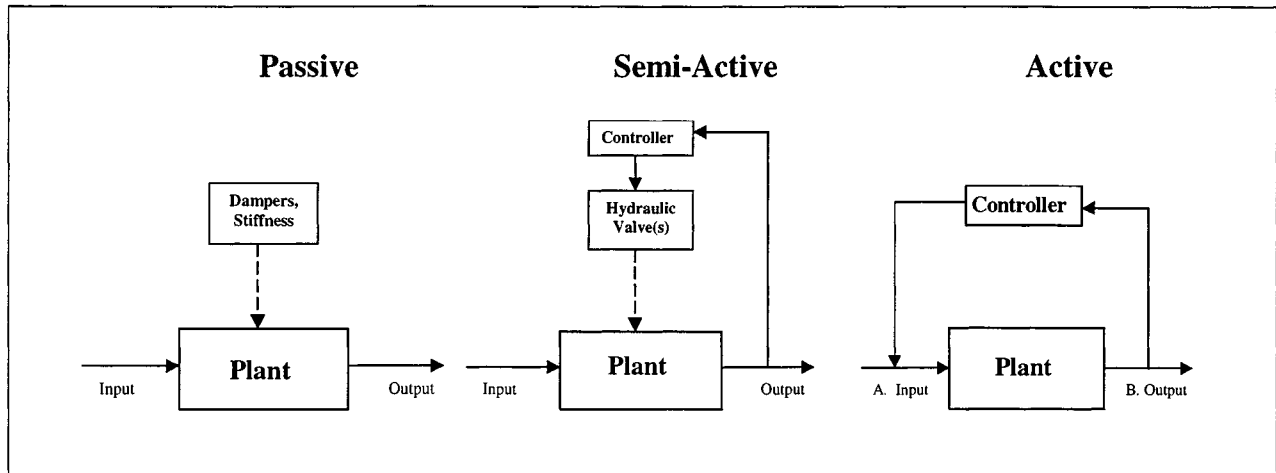 Passive
Dampers,
Stiffness
Plant
Input
Output
Semi-Active
Controller
Hydraulic
Valve(s)
Plant
Input
Output
Active
Controller
Plant
A. Input
B. Output